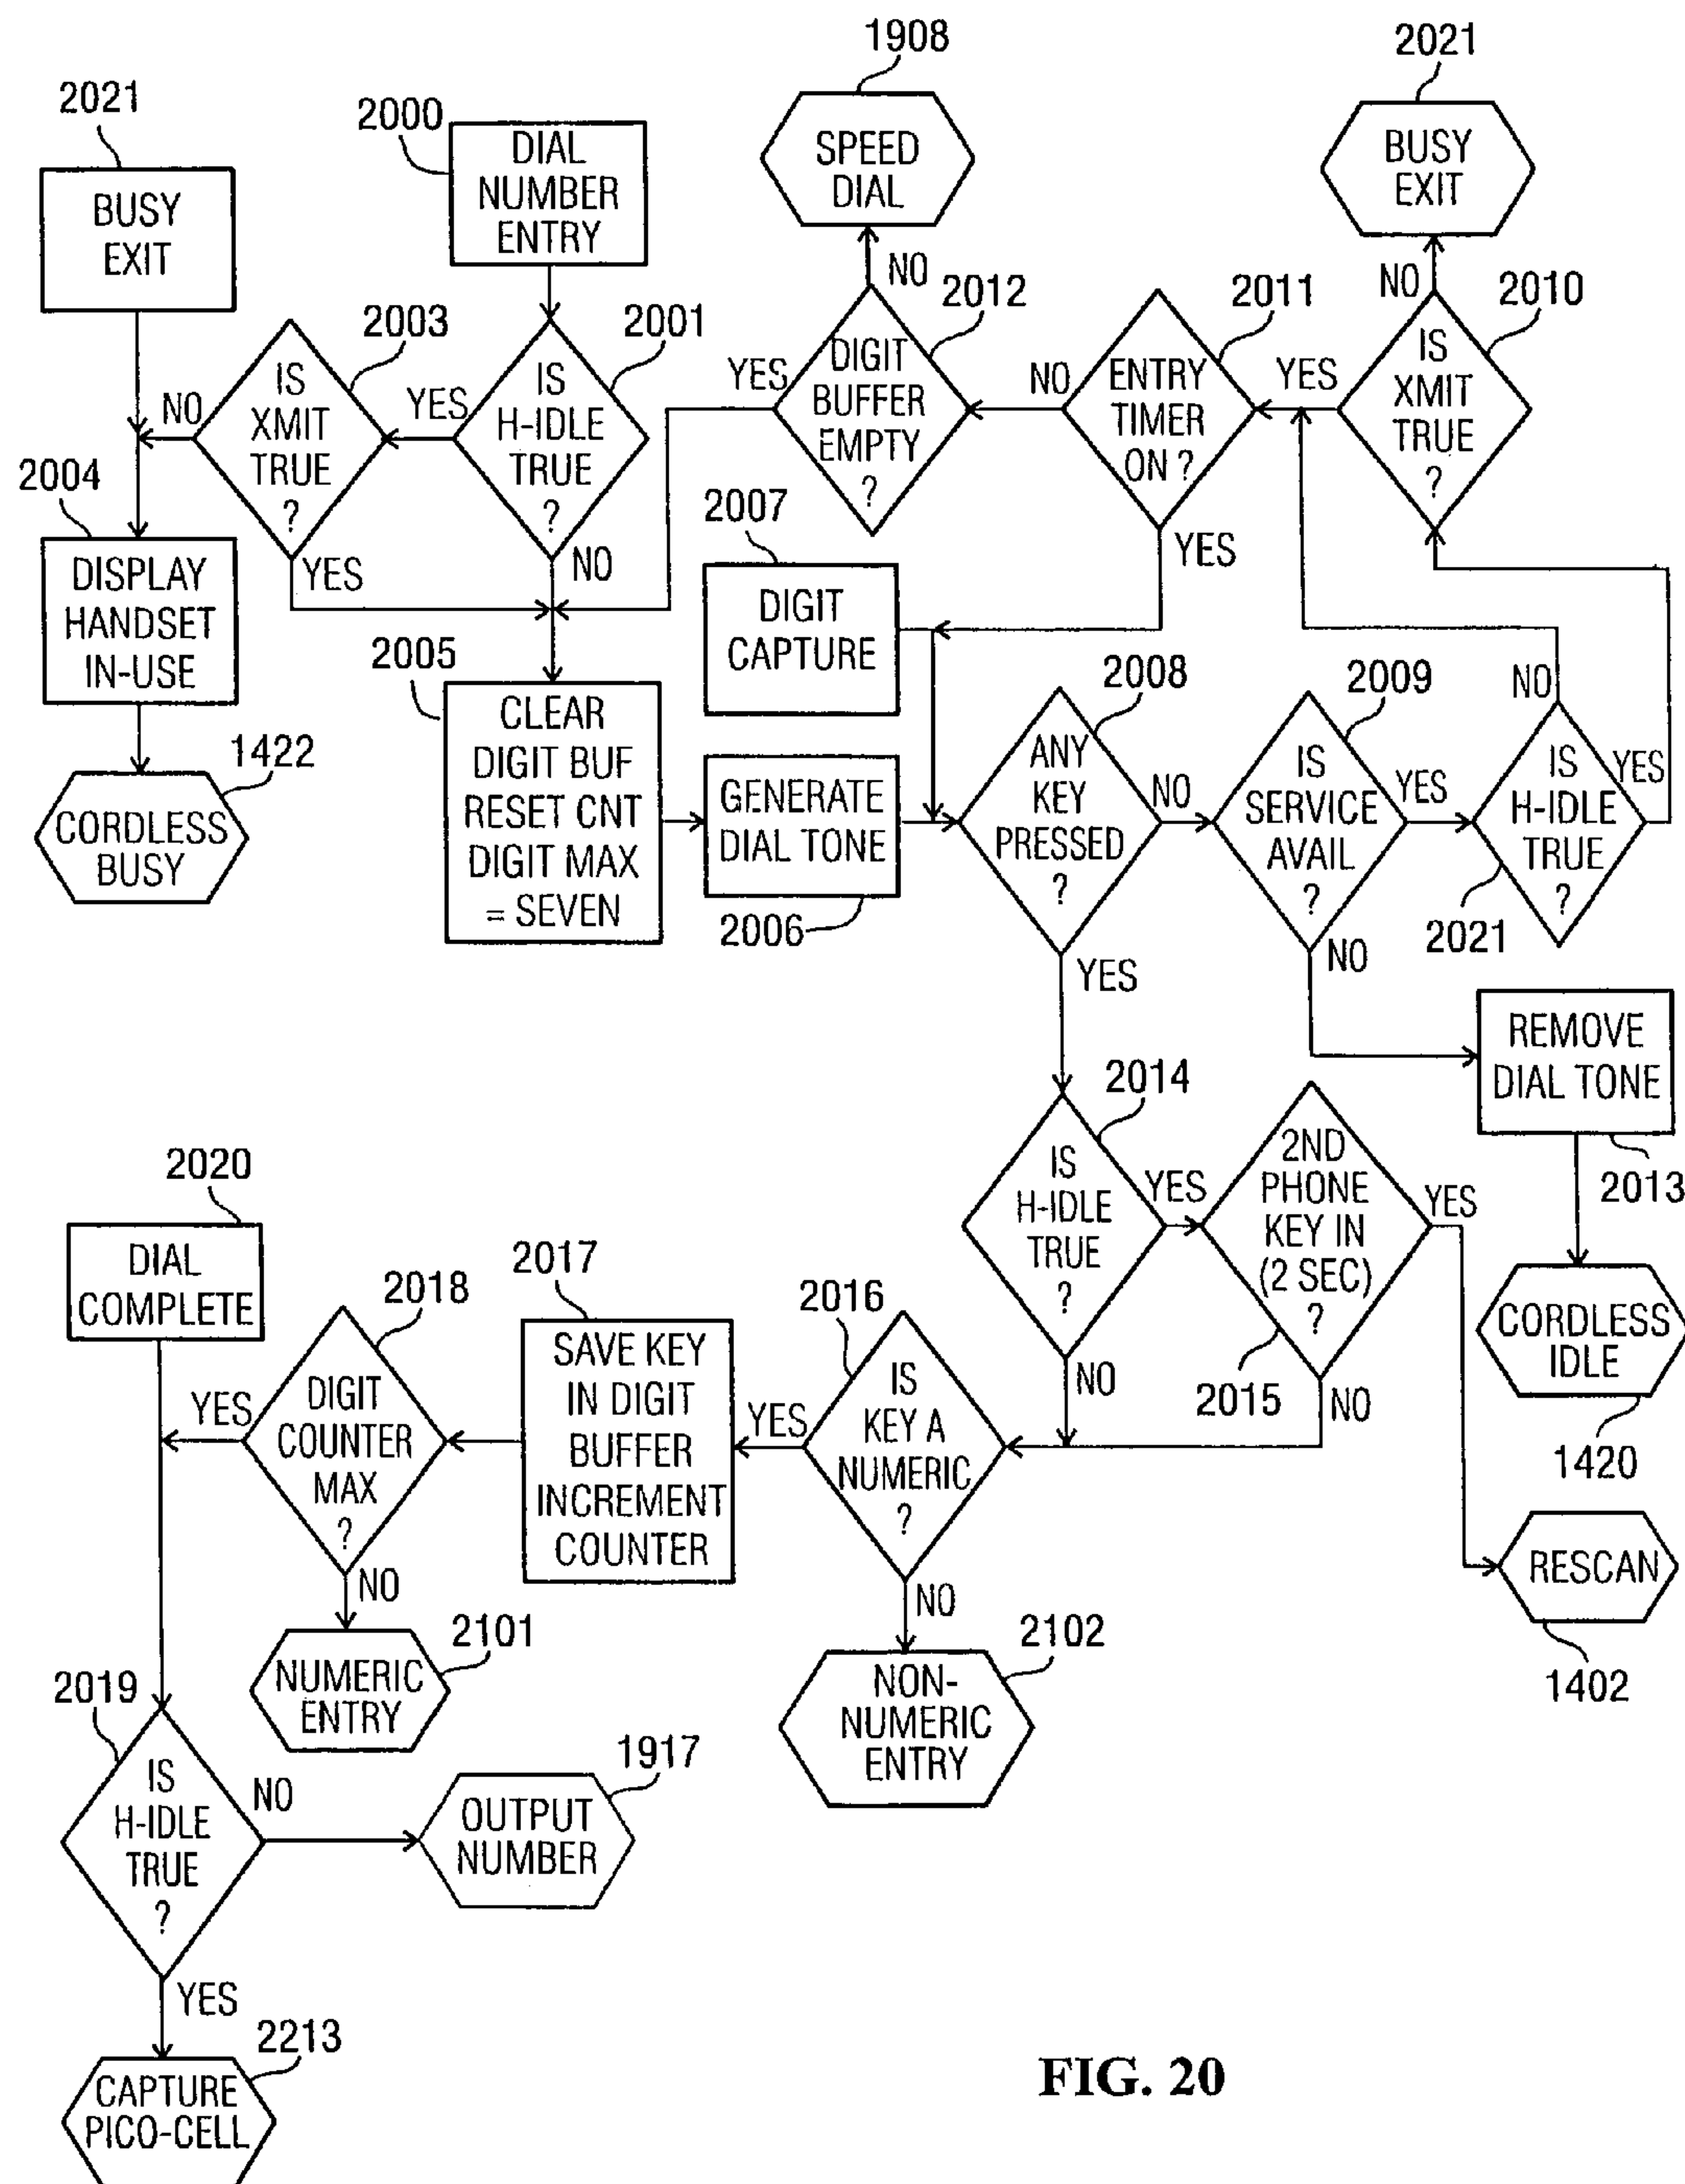 1908
2021
2021
2000
SPEED
DIAL
BUSY
EXIT
DIAL
NUMBER
ENTRY
BUSY
EXIT
NO
2012
2011
NO
2010
2003
2001
IS
XMIT
TRUE
?
YES
IS
H-IDLE
TRUE
?
NO
YES
DIGIT
BUFFER
EMPTY
?
NO
ENTRY
TIMER
ON ?
YES
IS
XMIT
TRUE
?
2004
YES
NO
2007
YES
DISPLAY
HANDSET
IN-USE
DIGIT
CAPTURE
2005
2008
2009
NO
1422
CLEAR
DIGIT BUF
RESET CNT
DIGIT MAX
= SEVEN
GENERATE
DIAL TONE
ANY
KEY
PRESSED
?
NO
IS
SERVICE
AVAIL
?
YES
IS
H-IDLE
TRUE
?
YES
CORDLESS
BUSY
2006
2021
YES
NO
REMOVE
DIAL TONE
2014
2013
2020
IS
H-IDLE
TRUE
?
YES
2ND
PHONE
KEY IN
(2 SEC)
?
YES
DIAL
COMPLETE
2018
2017
2016
NO
2015
NO
CORDLESS
IDLE
1420
YES
DIGIT
COUNTER
MAX
?
SAVE KEY
IN DIGIT
BUFFER
INCREMENT
COUNTER
YES
IS
KEY A
NUMERIC
?
RESCAN
1402
NO
NO
2101
2102
NUMERIC
ENTRY
NON-
NUMERIC
ENTRY
2019
IS
H-IDLE
TRUE
?
NO
1917
OUTPUT
NUMBER
YES
2213
CAPTURE
PICO-CELL
FIG. 20